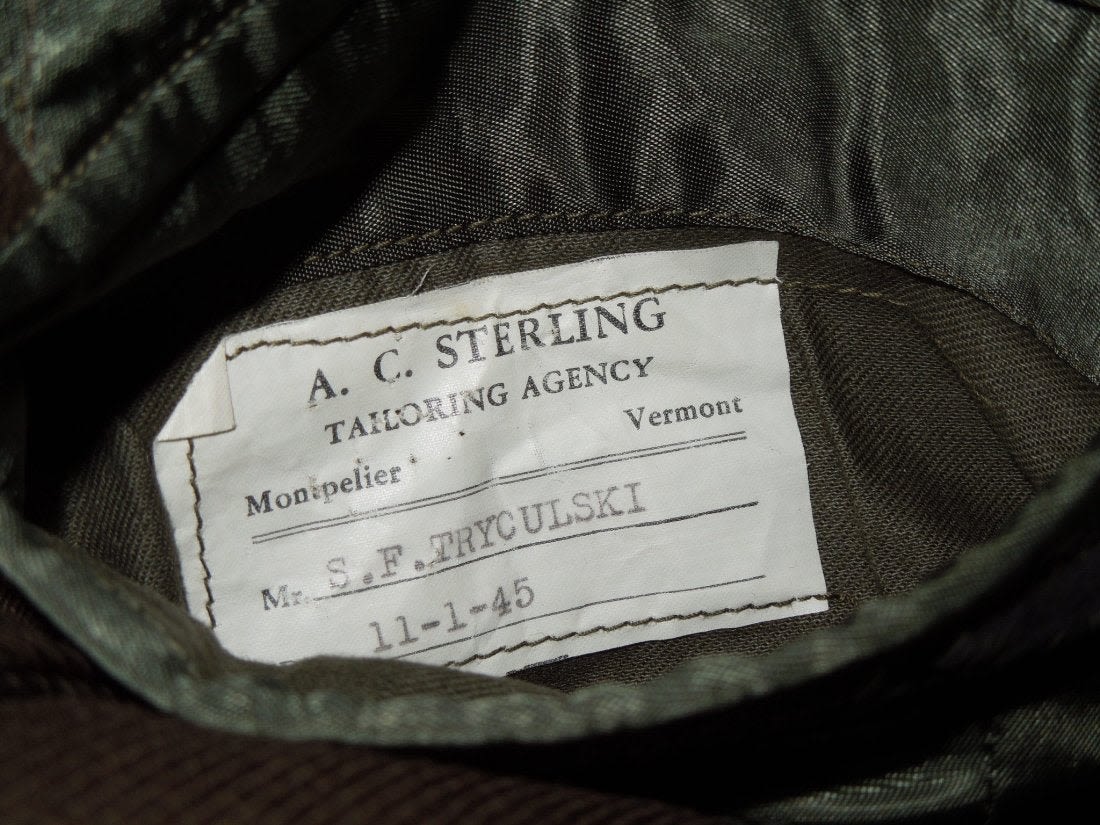 A. C. STERLING
TAILORING AGENCY
Montpelier Vermont
Mr. S.F.TRYCULSKI
11-1-45